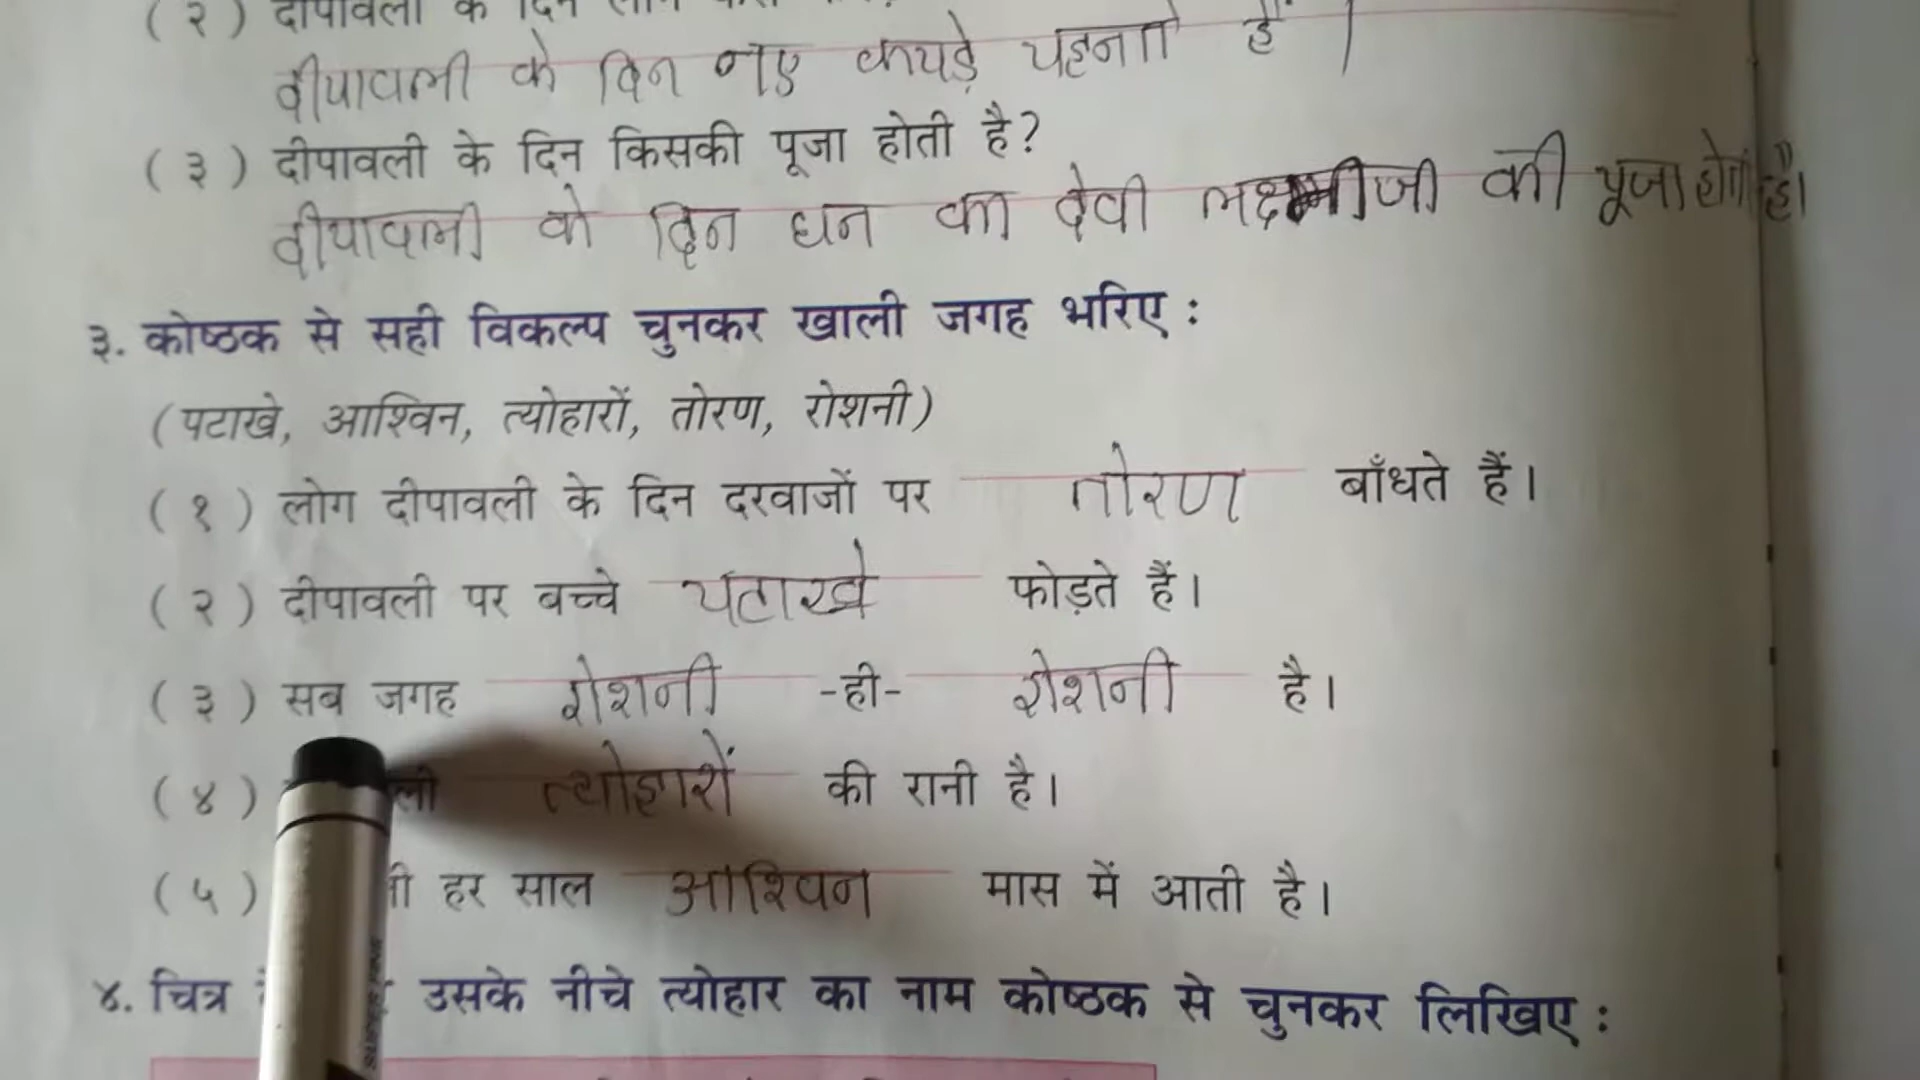 (२) दीपावली के दिन लोग
दीपावली के दिन नए कपड़े पहनते हैं |
(३) दीपावली के दिन किसकी पूजा होती है?
दीपावली के दिन धन की देवी लक्ष्मीजी की पूजा होती है।
३. कोष्ठक से सही विकल्प चुनकर खाली जगह भरिए :
(पटाखे, आश्विन, त्योहारों, तोरण, रोशनी)
(१) लोग दीपावली के दिन दरवाजों पर तोरण बाँधते हैं।
(२) दीपावली पर बच्चे पटाखे फोड़ते हैं।
(३) सब जगह रोशनी -ही- रोशनी है।
(४) ली त्योहारों की रानी है।
(५) ली हर साल आश्विन मास में आती है।
४. चित्र उसके नीचे त्योहार का नाम कोष्ठक से चुनकर लिखिए :